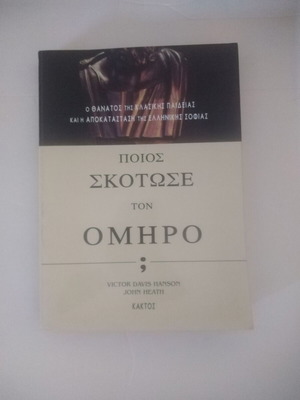 Ο ΘΑΝΑΤΟΣ ΤΗΣ ΚΛΑΣΙΚΗΣ ΠΑΙΔΕΙΑΣ
ΚΑΙ Η ΑΠΟΚΑΤΑΣΤΑΣΗ ΤΗΣ ΕΛΛΗΝΙΚΗΣ ΣΟΦΙΑΣ
ΠΟΙΟΣ
ΣΚΟΤΩΣΕ
ΤΟΝ
ΟΜΗΡΟ
;
VICTOR DAVIS HANSON
JOHN HEATH
ΚΑΚΤΟΣ